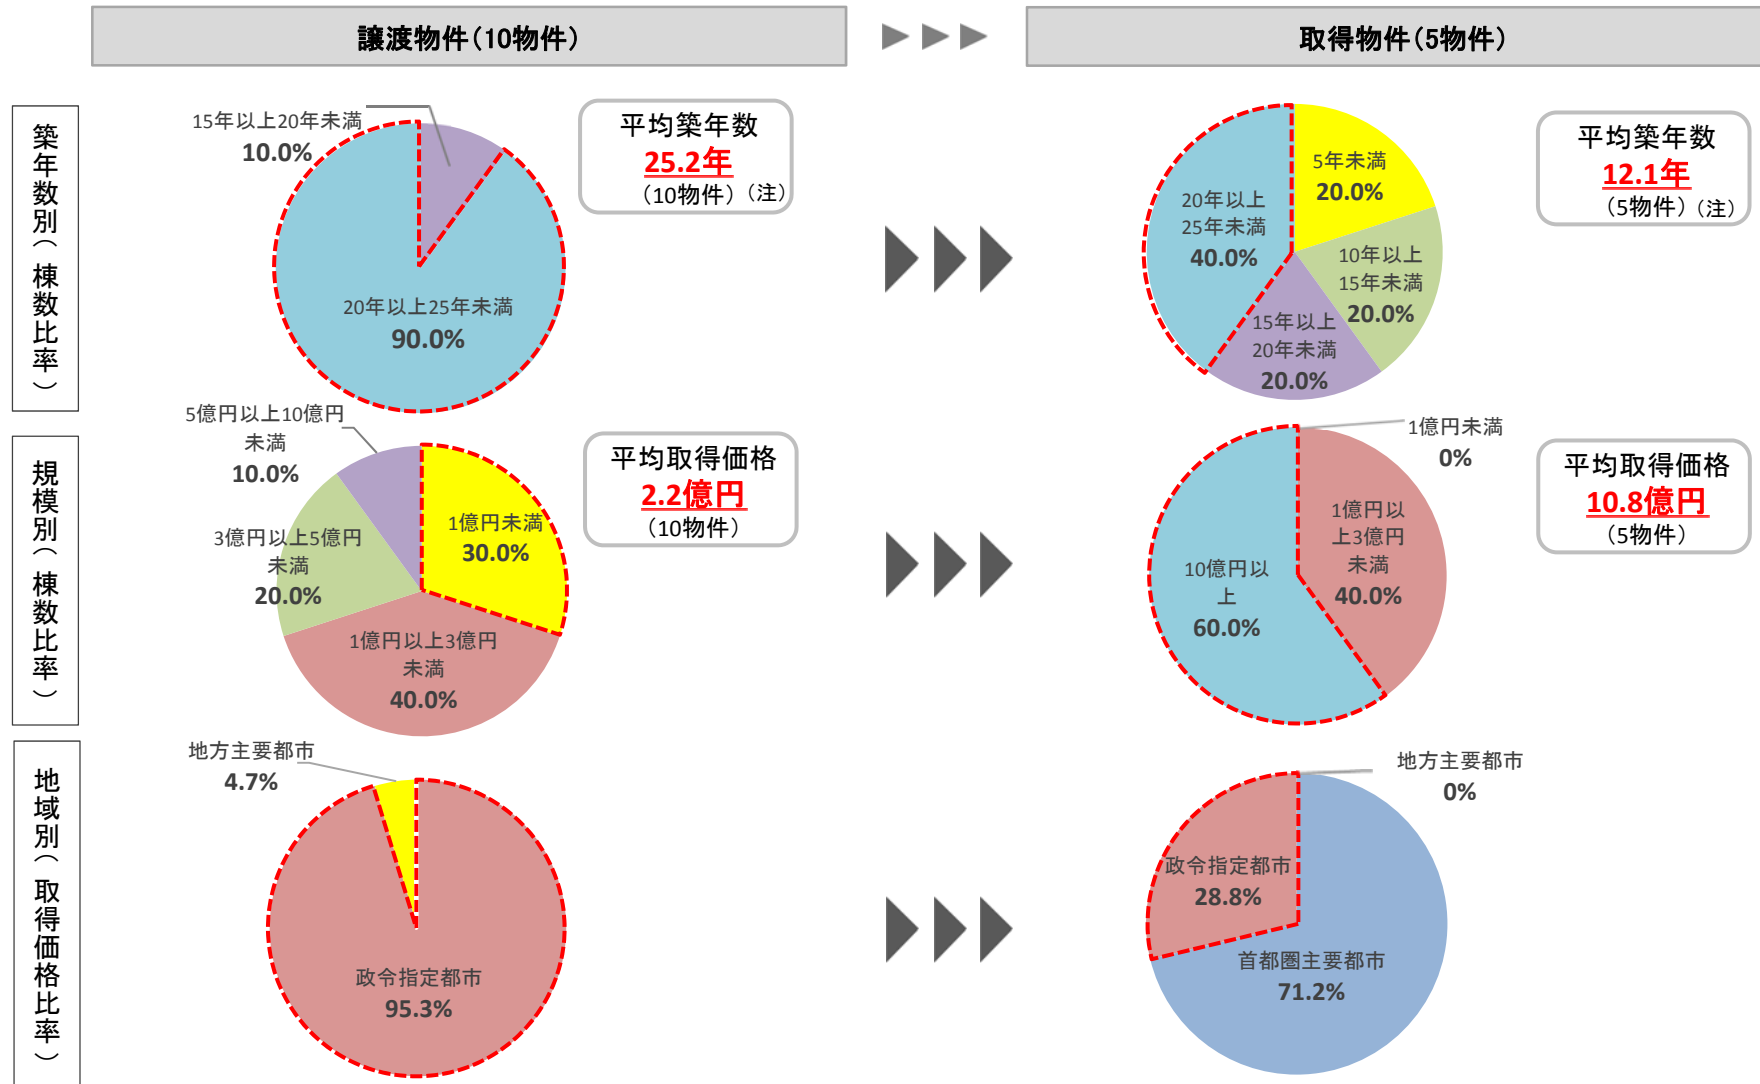 譲渡物件(10物件)
取得物件(5物件)
築年数別(棟数比率)
15年以上20年未満
10.0%
20年以上25年未満
90.0%
平均築年数
25.2年
(10物件)(注)
5年未満
20.0%
10年以上
15年未満
20.0%
15年以上
20年未満
20.0%
20年以上
25年未満
40.0%
平均築年数
12.1年
(5物件)(注)
規模別(棟数比率)
5億円以上10億円
未満
10.0%
1億円未満
30.0%
3億円以上5億円
未満
20.0%
1億円以上3億円
未満
40.0%
平均取得価格
2.2億円
(10物件)
1億円未満
0%
1億円以
上3億円
未満
40.0%
10億円以
上
60.0%
平均取得価格
10.8億円
(5物件)
地域別(取得価格比率)
地方主要都市
4.7%
政令指定都市
95.3%
地方主要都市
0%
政令指定都市
28.8%
首都圏主要都市
71.2%